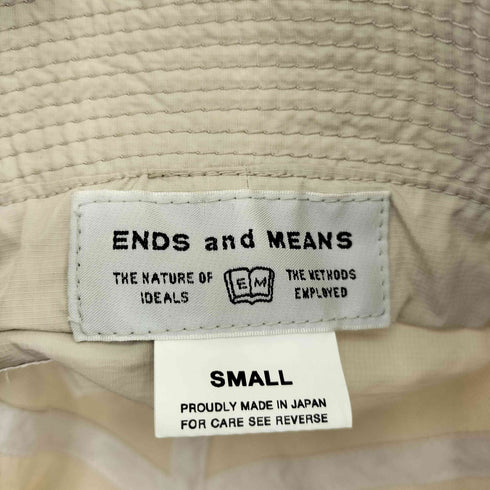 ENDS and MEANS
THE NATURE OF IDEALS
E M
THE METHODS EMPLOYED
SMALL
PROUDLY MADE IN JAPAN
FOR CARE SEE REVERSE